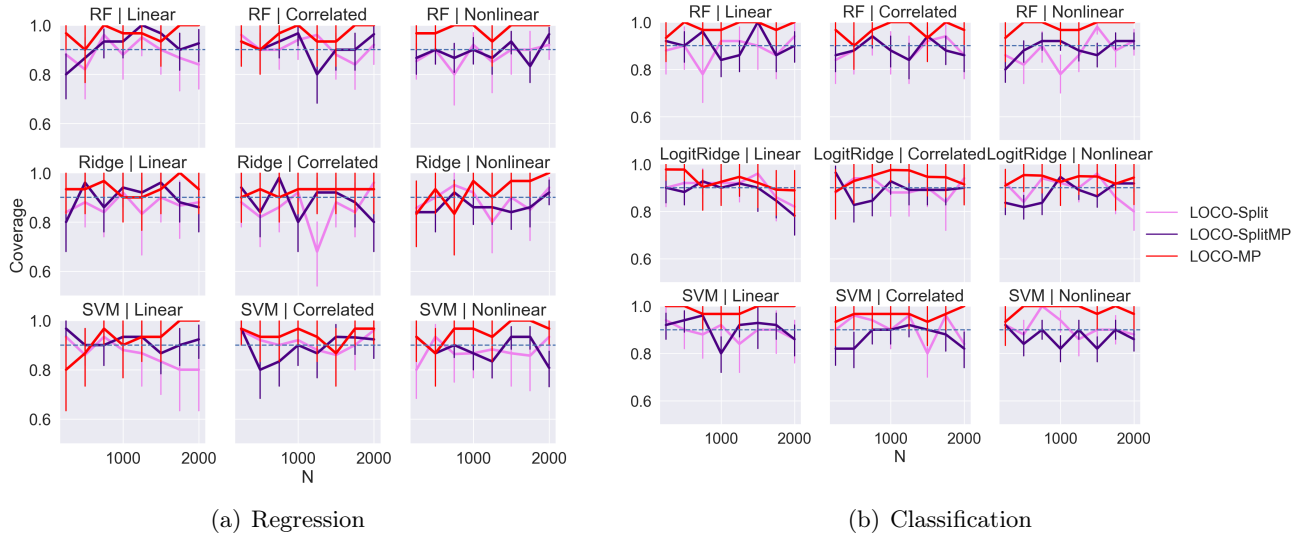 RF | Linear
RF | Correlated
RF | Nonlinear
1.0
0.8
0.6
Ridge | Linear
Ridge | Correlated
Ridge | Nonlinear
1.0
0.8
0.6
Coverage
SVM | Linear
SVM | Correlated
SVM | Nonlinear
1.0
0.8
0.6
1000 2000
1000 2000
1000 2000
N
(a) Regression
RF | Linear
RF | Correlated
RF | Nonlinear
1.0
0.8
0.6
LogitRidge | Linear
LogitRidge | Correlated
LogitRidge | Nonlinear
1.0
0.8
0.6
SVM | Linear
SVM | Correlated
SVM | Nonlinear
1.0
0.8
0.6
1000 2000
1000 2000
1000 2000
N
(b) Classification
LOCO-Split
LOCO-SplitMP
LOCO-MP